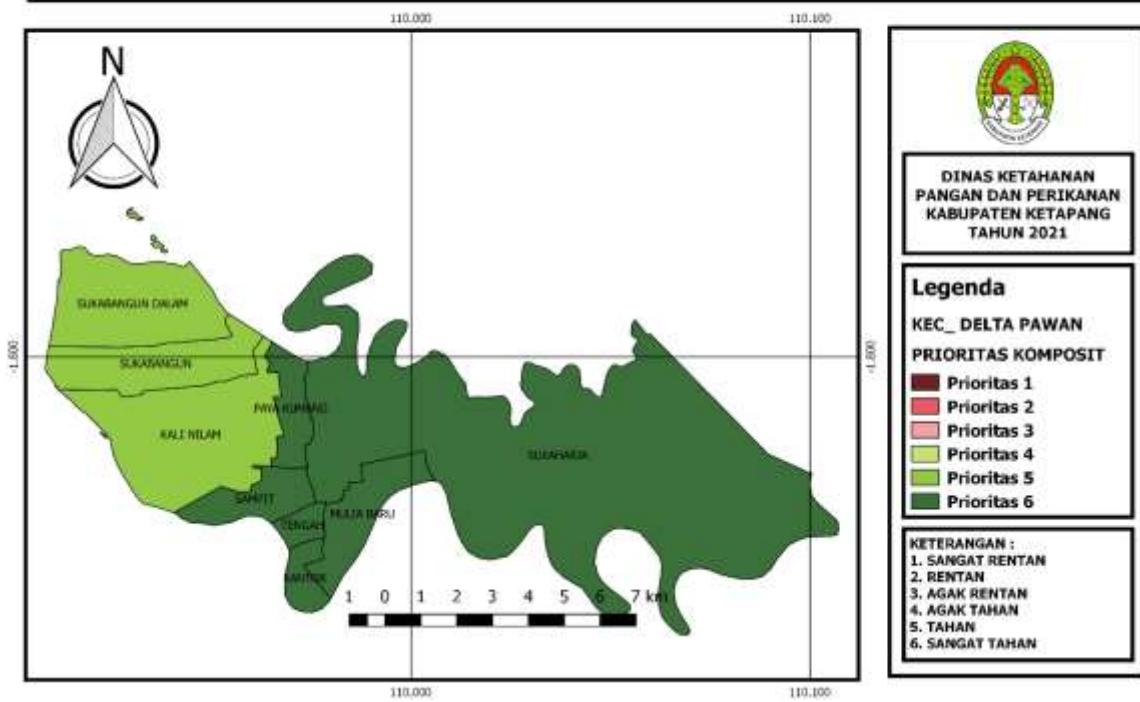 110.000
110.100
N
-1.800
-1.800
SUKABANGUN DALAM
SUKABANGUN
PAYA KUMANG
KALI NILAM
SUKAHARJA
SAMPIT
MULIA BARU
TENGAH
KANTOR
1 0 1 2 3 4 5 6 7 km
110.000
110.100
KABUPATEN KETAPANG
DINAS KETAHANAN
PANGAN DAN PERIKANAN
KABUPATEN KETAPANG
TAHUN 2021
Legenda
KEC_ DELTA PAWAN
PRIORITAS KOMPOSIT
Prioritas 1
Prioritas 2
Prioritas 3
Prioritas 4
Prioritas 5
Prioritas 6
KETERANGAN :
1. SANGAT RENTAN
2. RENTAN
3. AGAK RENTAN
4. AGAK TAHAN
5. TAHAN
6. SANGAT TAHAN